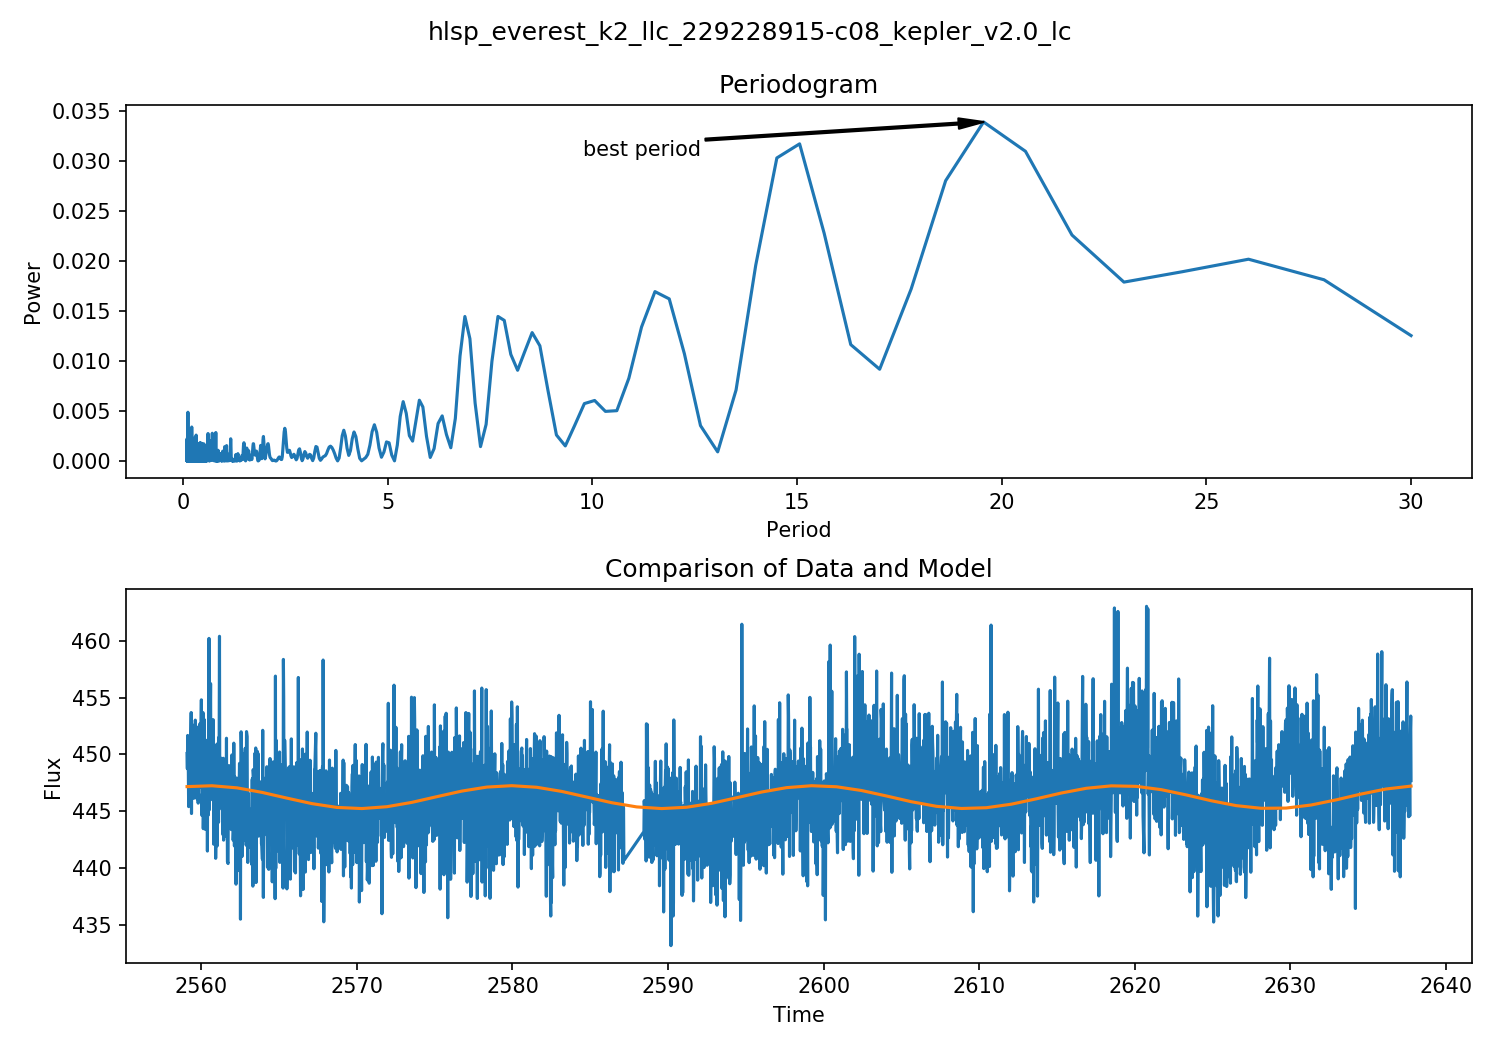 hlsp_everest_k2_llc_229228915-c08_kepler_v2.0_lc
Periodogram
0.035
0.030
0.025
0.020
0.015
0.010
0.005
0.000
Power
best period
0 5 10 15 20 25 30
Period
Comparison of Data and Model
460
455
450
445
440
435
Flux
2560 2570 2580 2590 2600 2610 2620 2630 2640
Time